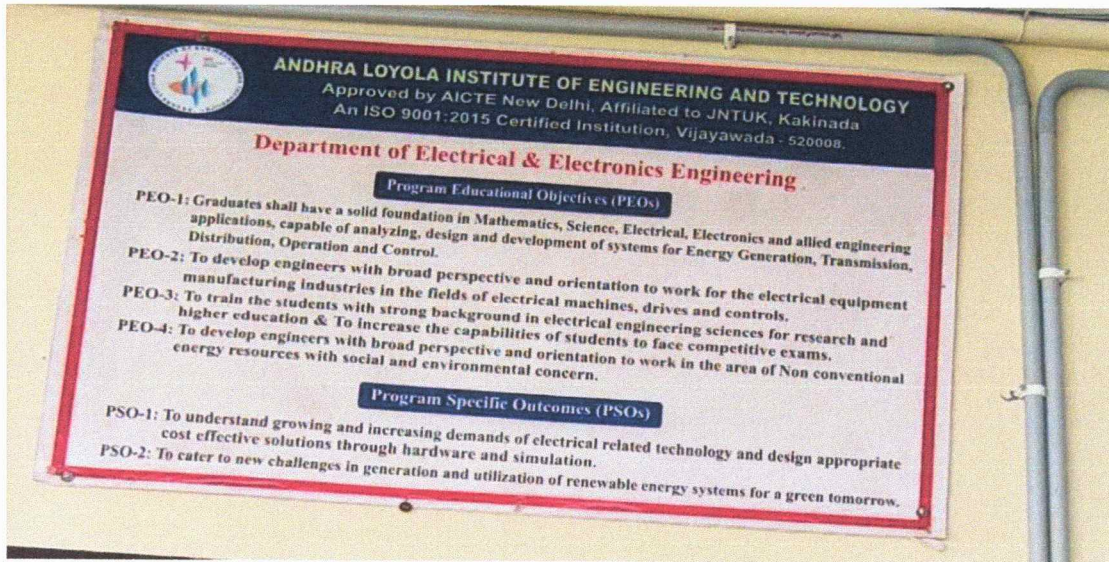 ANDHRA LOYOLA INSTITUTE OF ENGINEERING AND TECHNOLOGY
Approved by AICTE New Delhi, Affiliated to JNTUK, Kakinada
An ISO 9001:2015 Certified Institution, Vijayawada - 520008.
Department of Electrical & Electronics Engineering
Program Educational Objectives (PEOs)
PEO-1: Graduates shall have a solid foundation in Mathematics, Science, Electrical, Electronics and allied engineering
applications, capable of analyzing, design and development of systems for Energy Generation, Transmission,
Distribution, Operation and Control.
PEO-2: To develop engineers with broad perspective and orientation to work for the electrical equipment
manufacturing industries in the fields of electrical machines, drives and controls.
PEO-3: To train the students with strong background in electrical engineering sciences for research and
higher education & To increase the capabilities of students to face competitive exams.
PEO-4: To develop engineers with broad perspective and orientation to work in the area of Non conventional
energy resources with social and environmental concern.
Program Specific Outcomes (PSOs)
PSO-1: To understand growing and increasing demands of electrical related technology and design appropriate
cost effective solutions through hardware and simulation.
PSO-2: To cater to new challenges in generation and utilization of renewable energy systems for a green tomorrow.